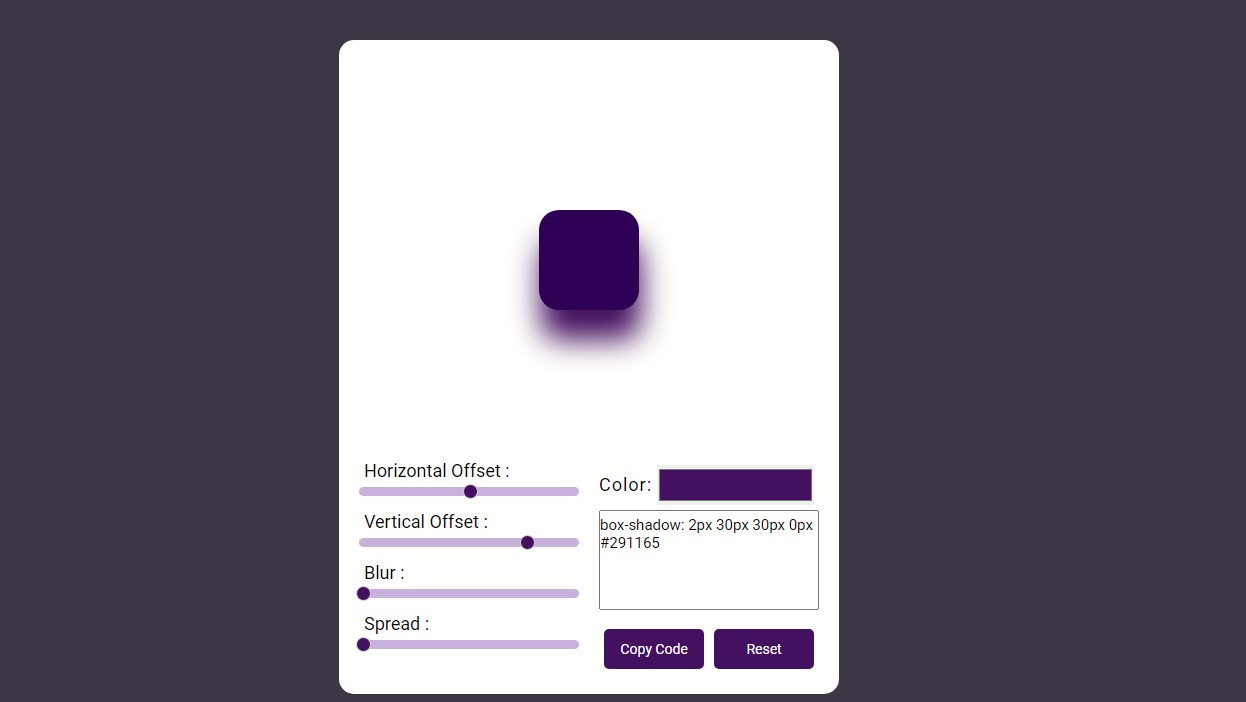 Horizontal Offset :
Vertical Offset :
Blur :
Spread :
Color:
box-shadow: 2px 30px 30px 0px
#291165
Copy Code
Reset